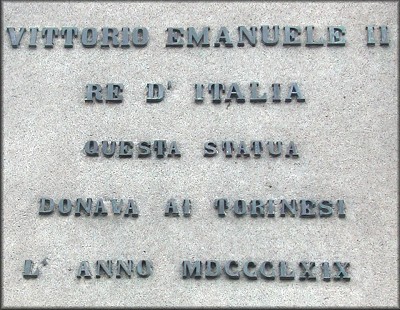 VITTORIO EMANUELE II
RE D' ITALIA
QUESTA STATUA
DONAVA AI TORINESI
L' ANNO MDCCCLXIX